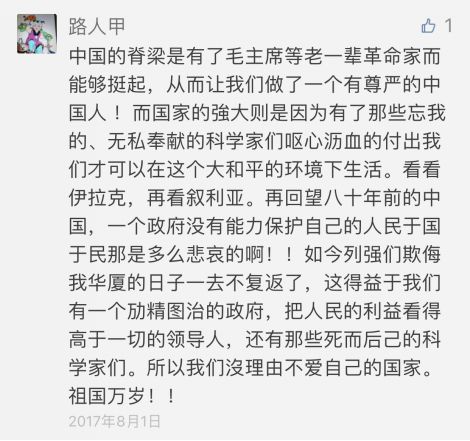 路人甲
1
中国的脊梁是有了毛主席等老一辈革命家而
能够挺起，从而让我们做了一个有尊严的中
国人！而国家的強大则是因为有了那些忘我
的、无私奉献的科学家们呕心沥血的付出我
们才可以在这个大和平的环境下生活。看看
伊拉克，再看叙利亚。再回望八十年前的中
国，一个政府没有能力保护自己的人民于国
于民那是多么悲哀的啊！！如今列强们欺侮
我华厦的日子一去不复返了，这得益于我们
有一个励精图治的政府，把人民的利益看得
高于一切的领导人，还有那些死而后己的科
学家们。所以我们沒理由不爱自己的国家。
祖国万岁！！
2017年8月1日